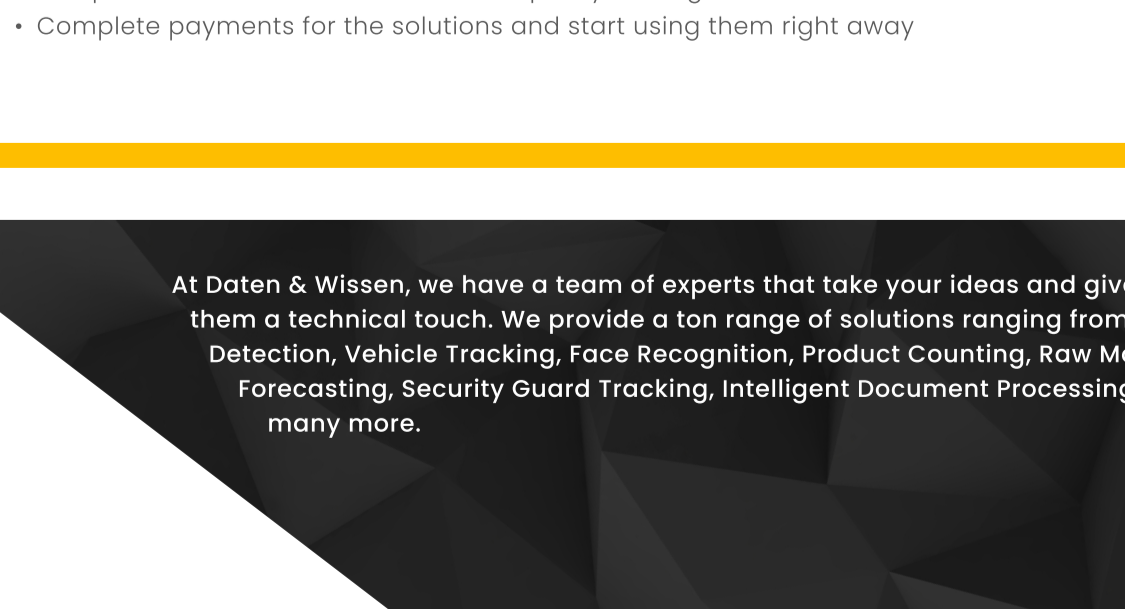 • Complete payments for the solutions and start using them right away
At Daten & Wissen, we have a team of experts that take your ideas and
them a technical touch. We provide a ton range of solutions ranging from
Detection, Vehicle Tracking, Face Recognition, Product Counting, Raw
Forecasting, Security Guard Tracking, Intelligent Document Processing
many more.